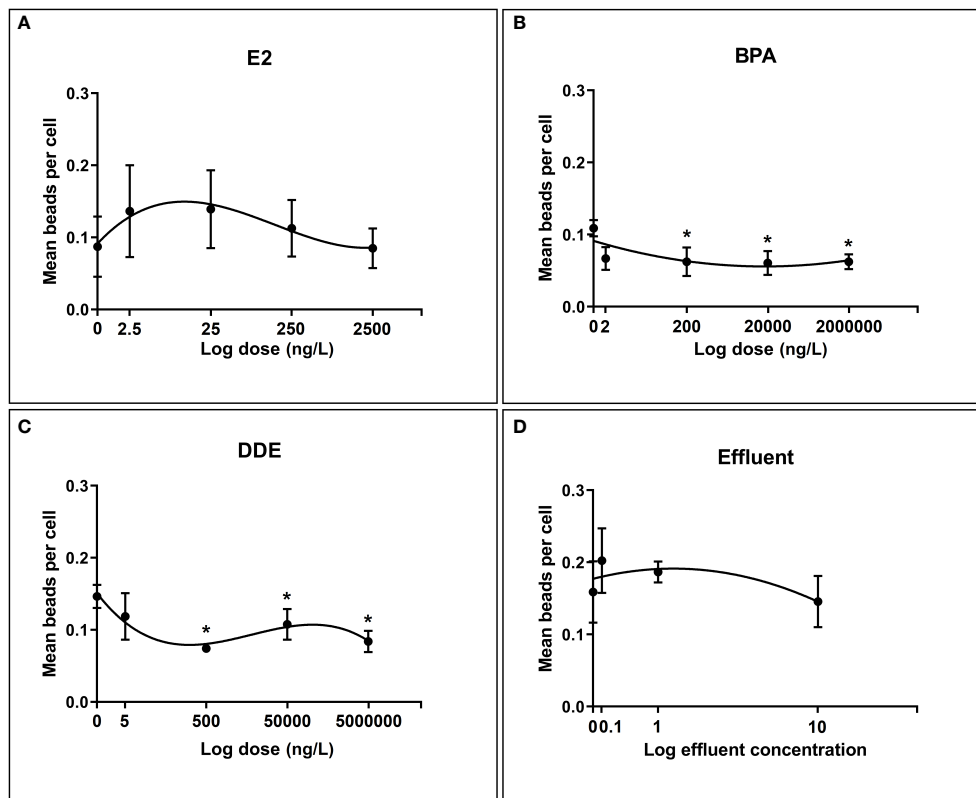 A
E2
Mean beads per cell
0.3
0.2
0.1
0.0
0 2.5 25 250 2500
Log dose (ng/L)
B
BPA
Mean beads per cell
0.3
0.2
0.1
0.0
* * *
0 2 200 20000 2000000
Log dose (ng/L)
C
DDE
Mean beads per cell
0.3
0.2
0.1
0.0
* * *
0 5 500 50000 5000000
Log dose (ng/L)
D
Effluent
Mean beads per cell
0.3
0.2
0.1
0.0
0 0.1 1 10
Log effluent concentration